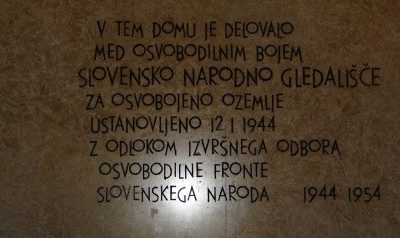 V TEM DOMU JE DELOVALO
MED OSVOBODILNIM BOJEM
SLOVENSKO NARODNO GLEDALIŠČE
ZA OSVOBOJENO OZEMLJE
USTANOVLJENO 12 I 1944
Z ODLOKOM IZVRŠNEGA ODBORA
OSVOBODILNE FRONTE
SLOVENSKEGA NARODA 1944 1954